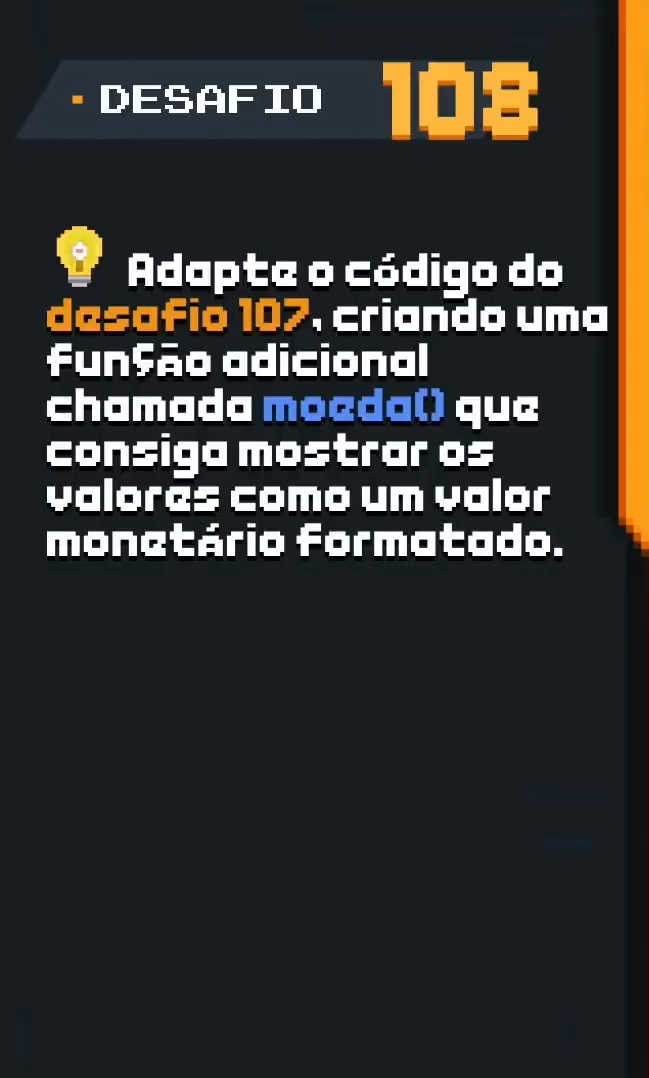 DESAFIO 108
Adapte o código do
desafio 107, criando uma
função adicional
chamada moeda() que
consiga mostrar os
valores como um valor
monetário formatado.